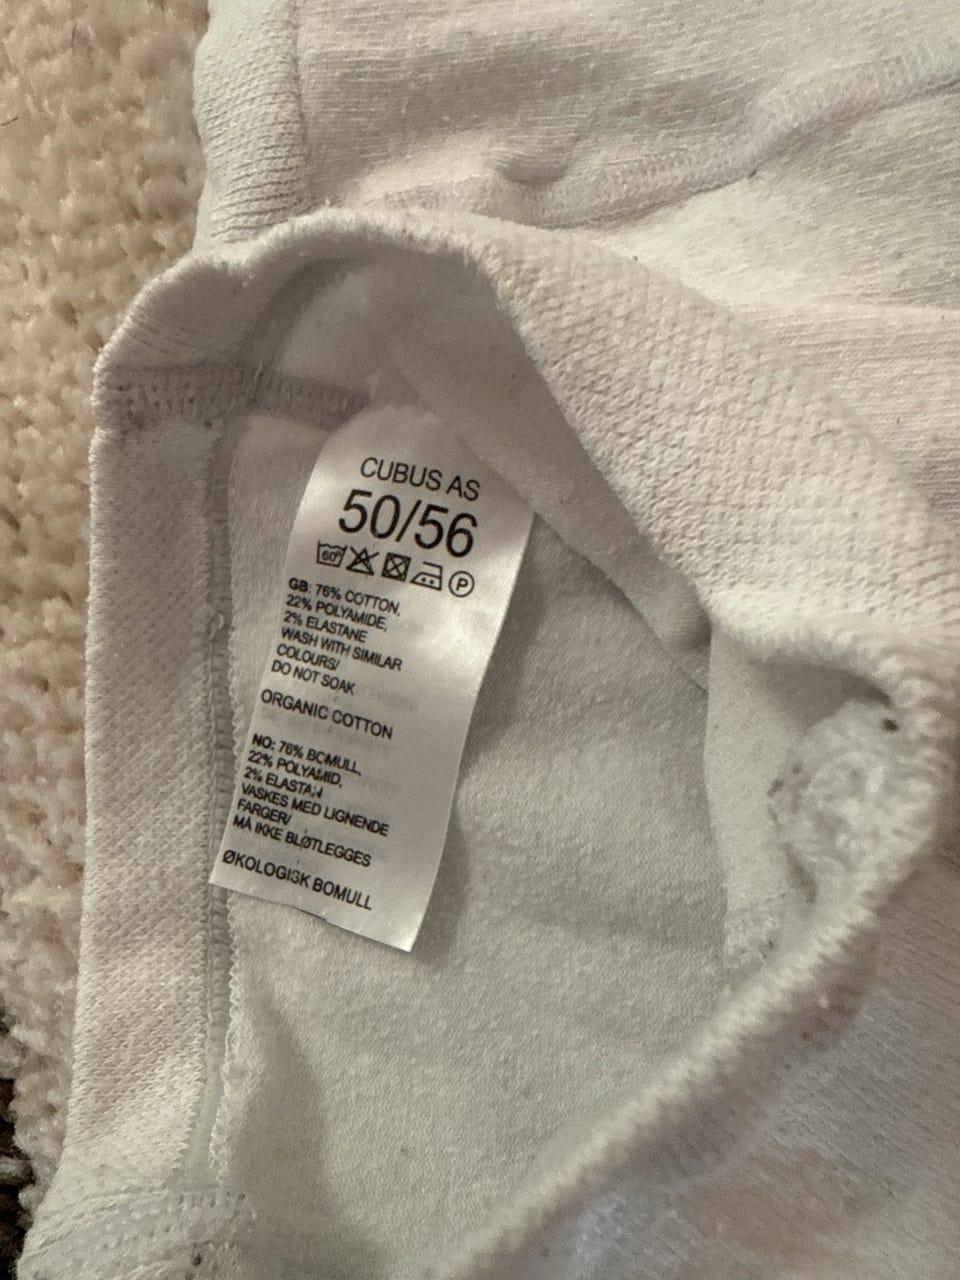 CUBUS AS
50/56
60° P
GB: 76% COTTON,
22% POLYAMIDE,
2% ELASTANE
WASH WITH SIMILAR
COLOURS/
DO NOT SOAK
ORGANIC COTTON
NO: 76% BOMULL,
22% POLYAMID,
2% ELASTAN
VASKES MED LIGNENDE
FARGER/
MÅ IKKE BLØTLEGGES
ØKOLOGISK BOMULL